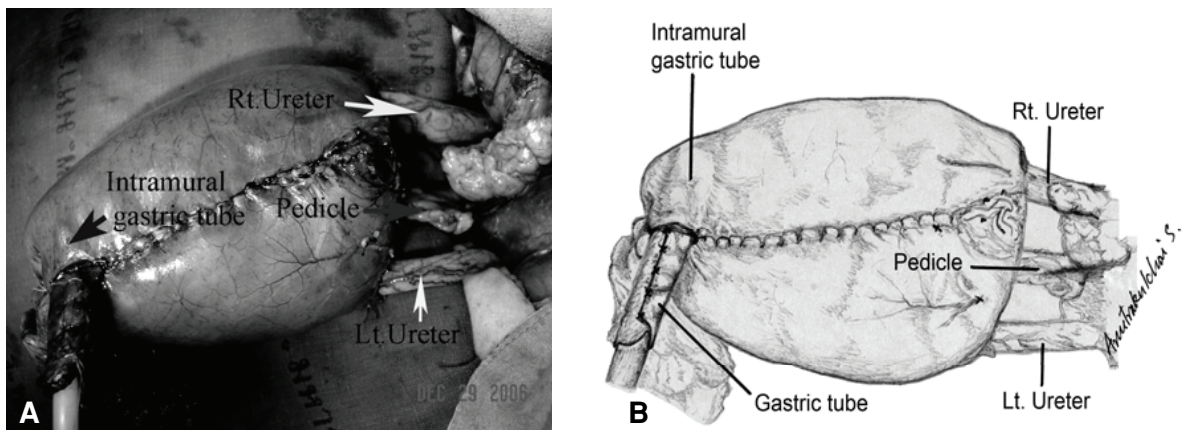 Rt.Ureter
Intramural
gastric tube
Pedicle
Lt.Ureter
DEC 29 2006
A
Intramural
gastric tube
Rt. Ureter
Pedicle
Gastric tube
Lt. Ureter
B